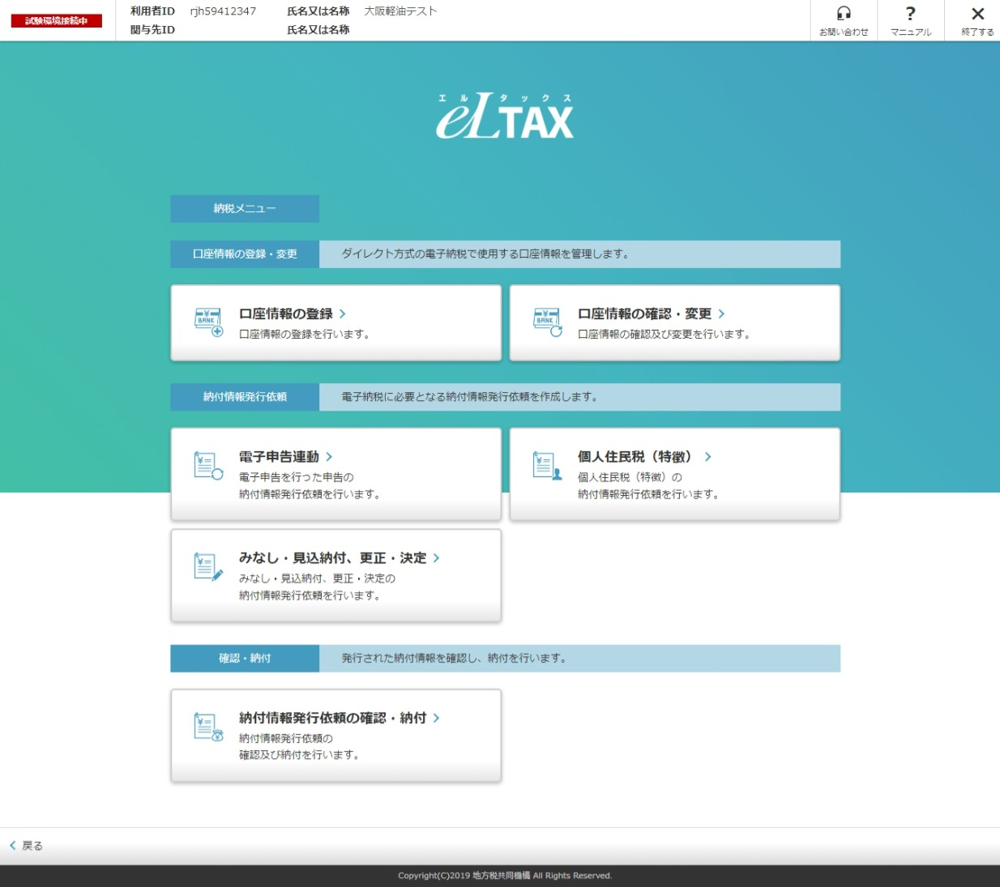 試験環境接続中
利用者ID rjh59412347 氏名又は名称 大阪軽油テスト
関与先ID 氏名又は名称
お問い合わせ
?
マニュアル
終了する
エルタックス
eLTAX
納税メニュー
口座情報の登録・変更 ダイレクト方式の電子納税で使用する口座情報を管理します。
口座情報の登録
口座情報の登録を行います。
¥
BANK
口座情報の確認・変更
口座情報の確認及び変更を行います。
¥
BANK
納付情報発行依頼 電子納税に必要となる納付情報発行依頼を作成します。
¥
電子申告連動
電子申告を行った申告の
納付情報発行依頼を行います。
¥
個人住民税（特徴）
個人住民税（特徴）の
納付情報発行依頼を行います。
¥
みなし・見込納付、更正・決定
みなし・見込納付、更正・決定の
納付情報発行依頼を行います。
確認・納付 発行された納付情報を確認し、納付を行います。
¥
納付情報発行依頼の確認・納付
納付情報発行依頼の
確認及び納付を行います。
戻る
Copyright(C)2019 地方税共同機構 All Rights Reserved.